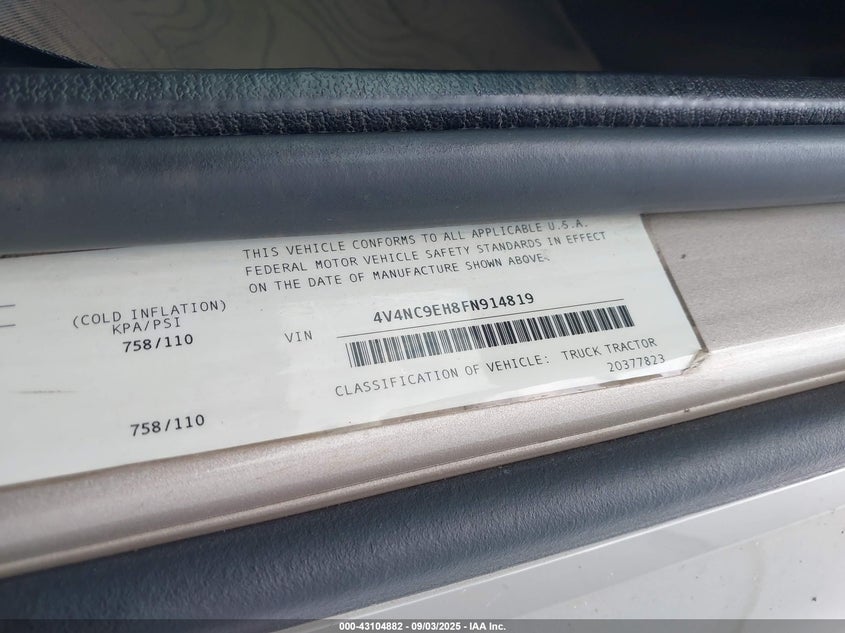 THIS VEHICLE CONFORMS TO ALL APPLICABLE U.S.A.
FEDERAL MOTOR VEHICLE SAFETY STANDARDS IN EFFECT
ON THE DATE OF MANUFACTURE SHOWN ABOVE.
(COLD INFLATION)
KPA/PSI
758/110
VIN 4V4NC9EH8FN914819
CLASSIFICATION OF VEHICLE: TRUCK TRACTOR
20377823
758/110
000-43104882 - 09/03/2025 - IAA Inc.